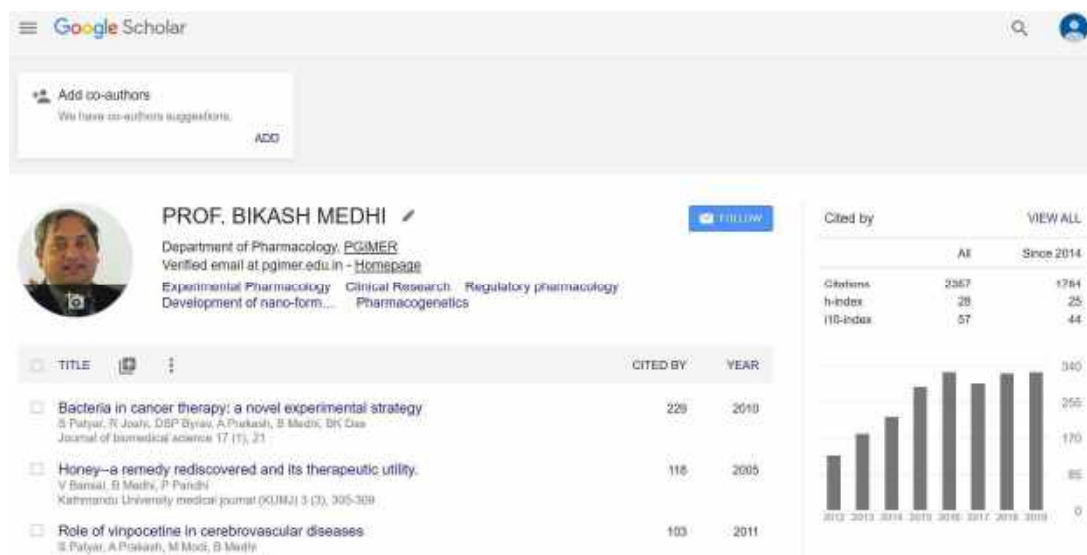 Google Scholar
Add co-authors
We have co-authors suggestions.
ADD
PROF. BIKASH MEDHI
FOLLOW
Department of Pharmacology, PGIMER
Verified email at pgimer.edu.in - Homepage
Experimental Pharmacology Clinical Research Regulatory pharmacology
Development of nano-form... Pharmacogenetics
TITLE CITED BY YEAR
Bacteria in cancer therapy: a novel experimental strategy 229 2010
S Patyar, R Joshi, DSP Byrav, A Prakash, B Medhi, BK Das
Journal of biomedical science 17 (1), 21
Honey--a remedy rediscovered and its therapeutic utility. 118 2005
V Bansal, B Medhi, P Pandhi
Kathmandu University medical journal (KUMJ) 3 (3), 305-309
Role of vinpocetine in cerebrovascular diseases 103 2011
S Patyar, A Prakash, M Modi, B Medhi
Cited by VIEW ALL
All Since 2014
Citations 2367 1764
h-index 28 25
i10-index 57 44
340
255
170
85
0
2012 2013 2014 2015 2016 2017 2018 2019